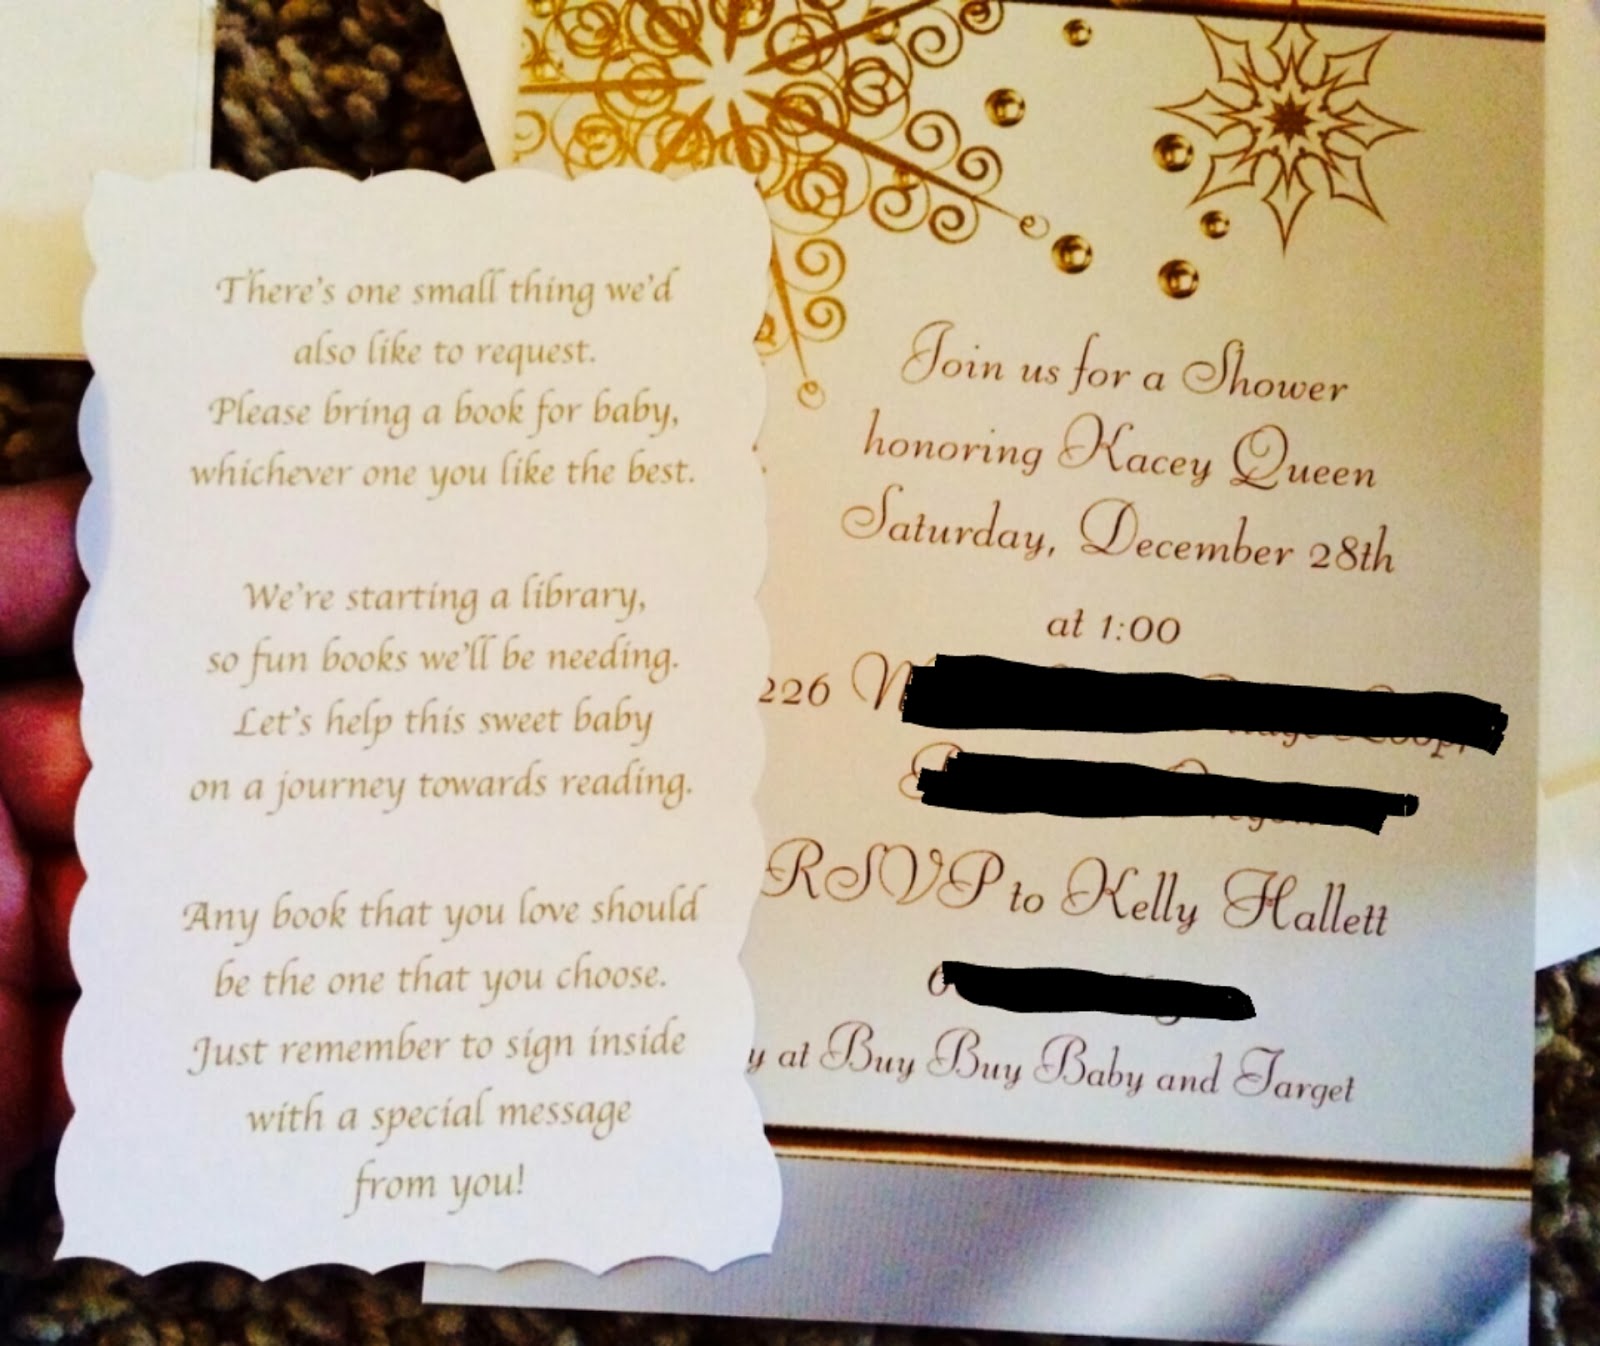 There's one small thing we'd
also like to request.
Please bring a book for baby,
whichever one you like the best.
We're starting a library,
so fun books we'll be needing.
Let's help this sweet baby
on a journey towards reading.
Any book that you love should
be the one that you choose.
Just remember to sign inside
with a special message
from you!
Join us for a Shower
honoring Kacey Queen
Saturday, December 28th
at 1:00
226
RSVP to Kelly Hallett
y at Buy Buy Baby and Target